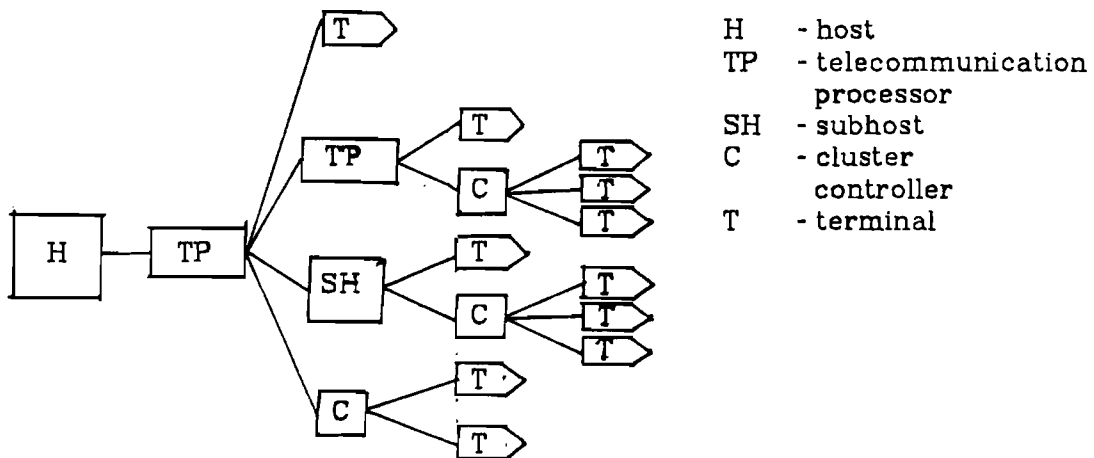 T
TP
T
C
T
T
T
H
TP
SH
T
C
T
T
T
C
T
T
H - host
TP - telecommunication
processor
SH - subhost
C - cluster
controller
T - terminal